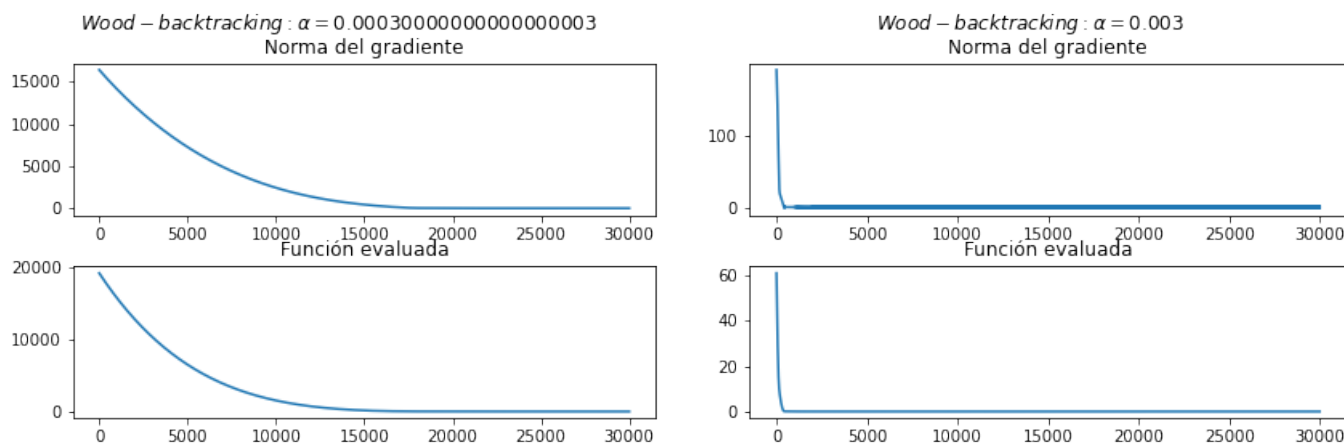 Wood − backtracking : α = 0.00030000000000000003
Norma del gradiente
15000
10000
5000
0
0 5000 10000 15000 20000 25000 30000
Función evaluada
20000
10000
0
0 5000 10000 15000 20000 25000 30000
Wood − backtracking : α = 0.003
Norma del gradiente
100
0
0 5000 10000 15000 20000 25000 30000
Función evaluada
60
40
20
0
0 5000 10000 15000 20000 25000 30000